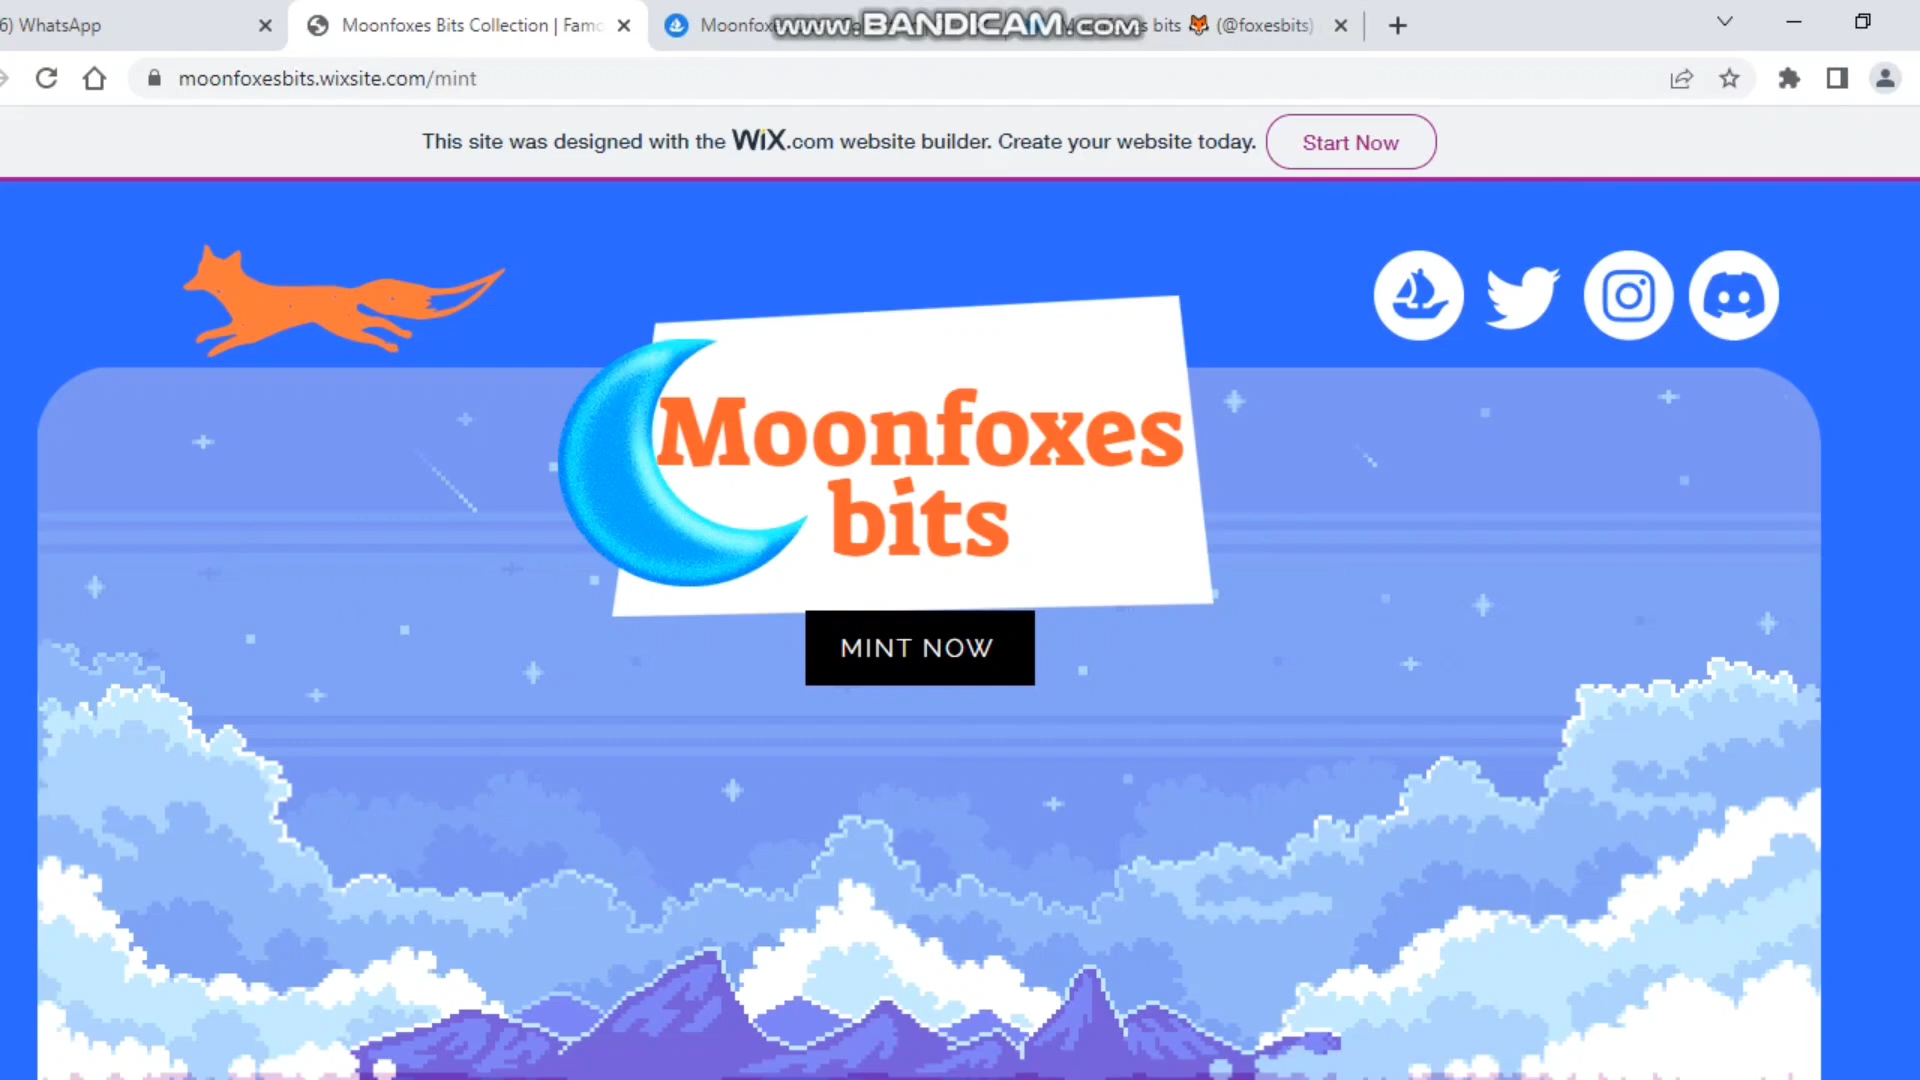 6) WhatsApp
Moonfoxes Bits Collection | Famo
Moonfox
www.BANDICAM.com
bits 🦊 (@foxesbits)
moonfoxesbits.wixsite.com/mint
This site was designed with the WiX.com website builder. Create your website today.
Start Now
Moonfoxes
bits
MINT NOW